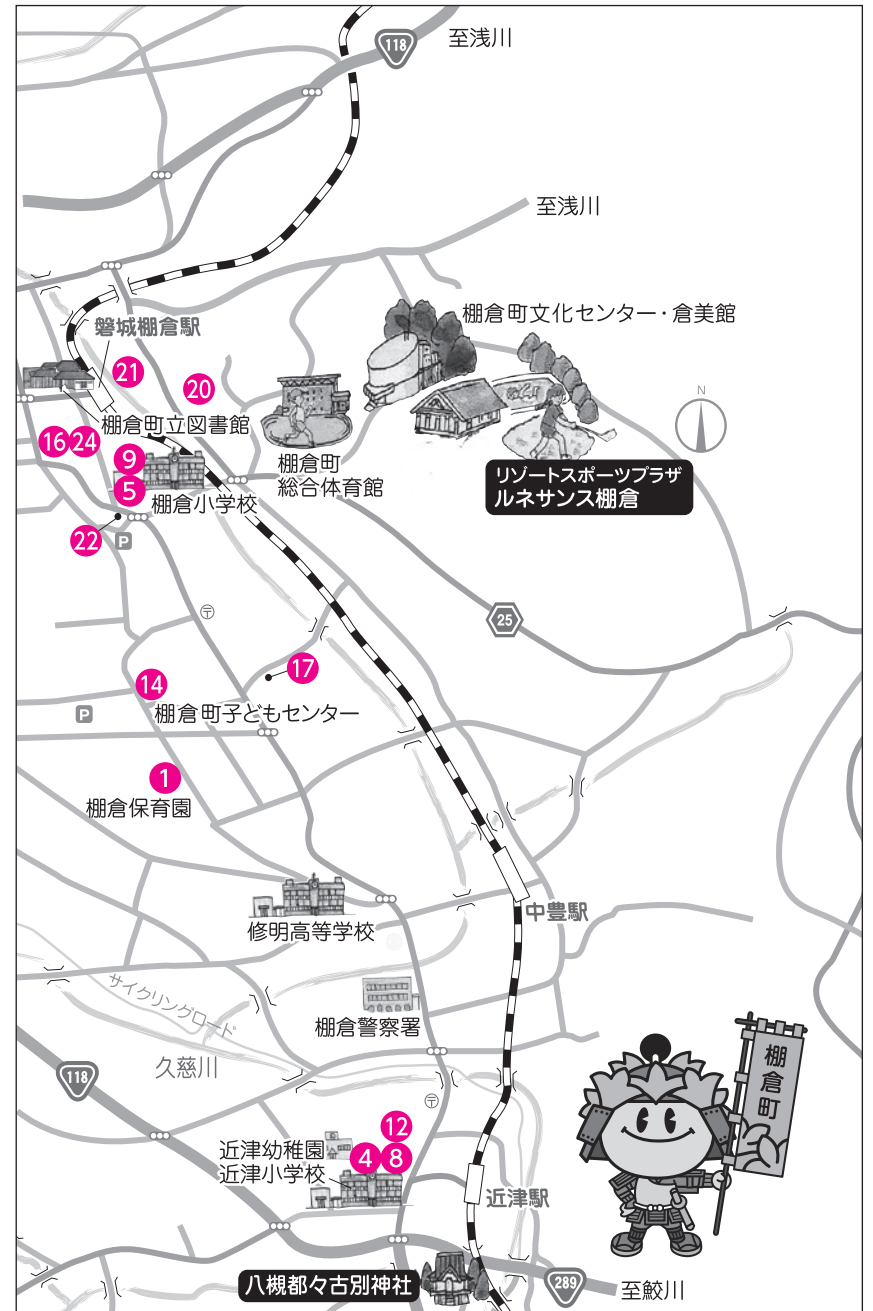 118
至浅川
至浅川
棚倉町文化センター・倉美館
磐城棚倉駅
21
20
N
棚倉町立図書館
16 24
9
棚倉町
総合体育館
リゾートスポーツプラザ
ルネサンス棚倉
5
棚倉小学校
22
P
〒
25
17
14
棚倉町子どもセンター
P
1
棚倉保育園
修明高等学校
中豊駅
サイクリングロード
棚倉警察署
久慈川
118
棚倉町
〒
12
近津幼稚園
4 8
近津小学校
近津駅
八槻都々古別神社
289
至鮫川